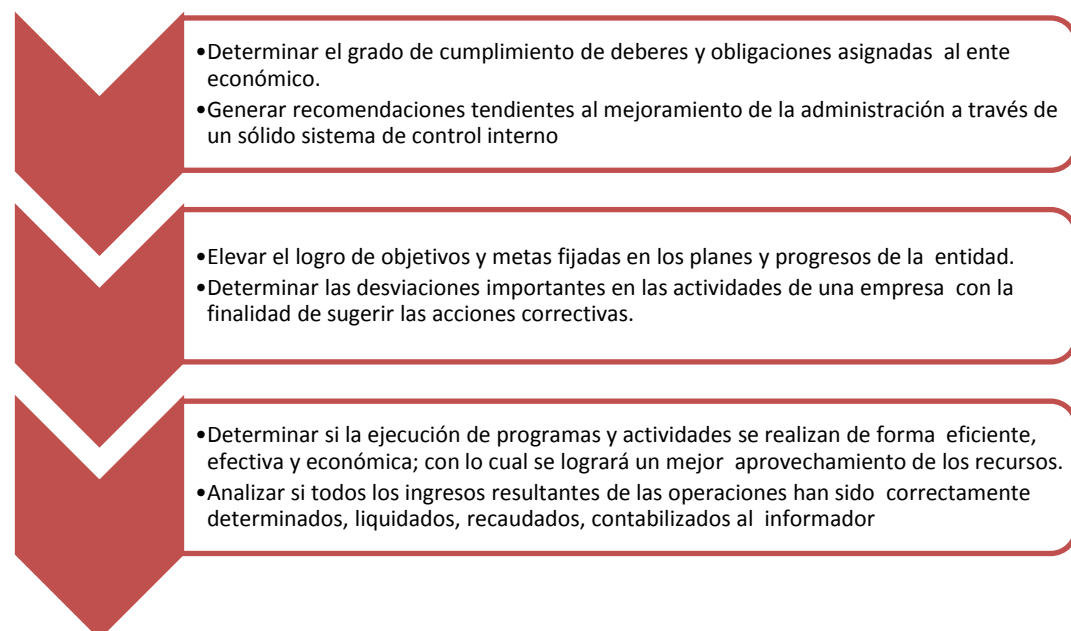 •Determinar el grado de cumplimiento de deberes y obligaciones asignadas al ente
económico.
•Generar recomendaciones tendientes al mejoramiento de la administración a través de
un sólido sistema de control interno
•Elevar el logro de objetivos y metas fijadas en los planes y progresos de la entidad.
•Determinar las desviaciones importantes en las actividades de una empresa con la
finalidad de sugerir las acciones correctivas.
•Determinar si la ejecución de programas y actividades se realizan de forma eficiente,
efectiva y económica; con lo cual se logrará un mejor aprovechamiento de los recursos.
•Analizar si todos los ingresos resultantes de las operaciones han sido correctamente
determinados, liquidados, recaudados, contabilizados al informador